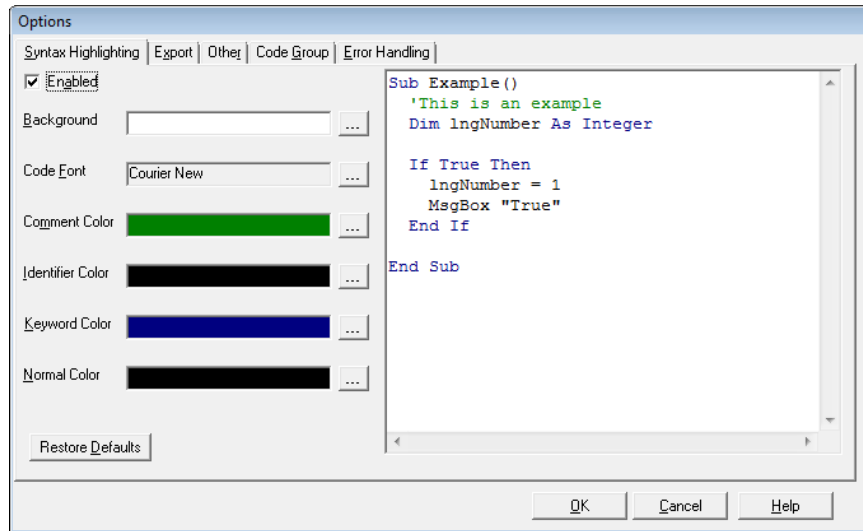 Options
Syntax Highlighting Export Other Code Group Error Handling
Enabled
Background ...
Code Font Courier New ...
Comment Color ...
Identifier Color ...
Keyword Color ...
Normal Color ...
Restore Defaults
Sub Example()
'This is an example
Dim lngNumber As Integer
If True Then
lngNumber = 1
MsgBox "True"
End If
End Sub
OK Cancel Help